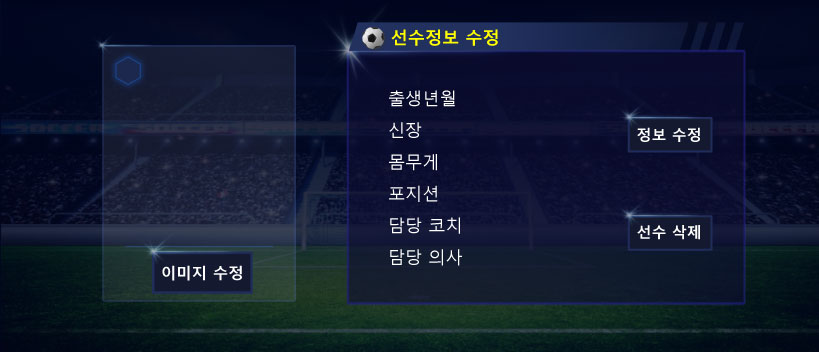 선수정보 수정
출생년월
신장
몸무게
포지션
담당 코치
담당 의사
정보 수정
선수 삭제
이미지 수정
SOCCER
SOCCER